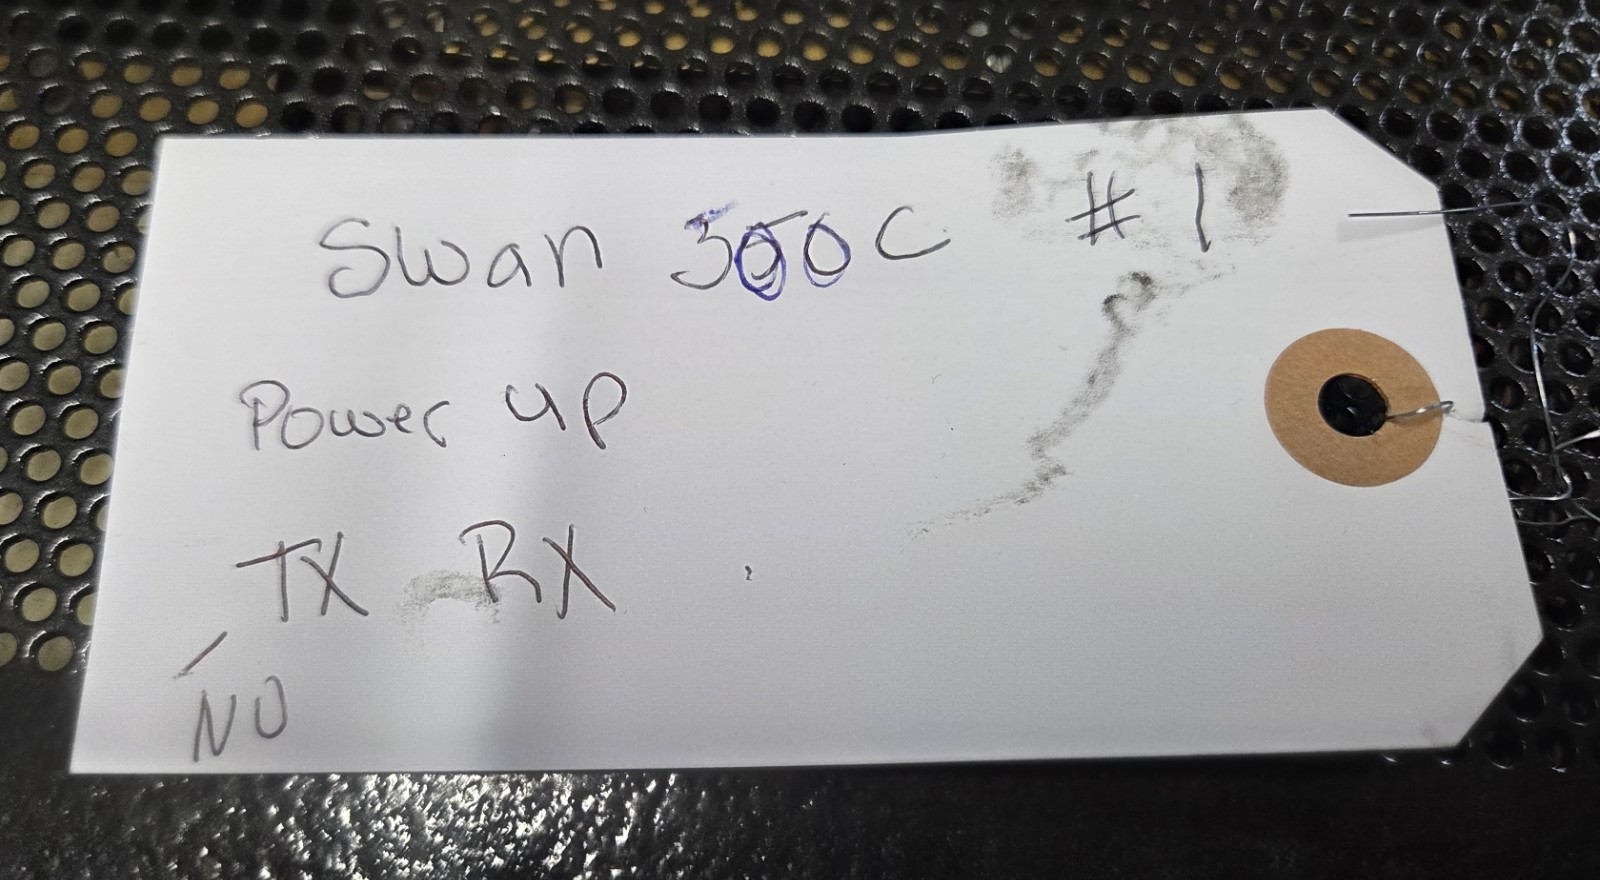 Swan 500C #1
Power up
TX RX
NO